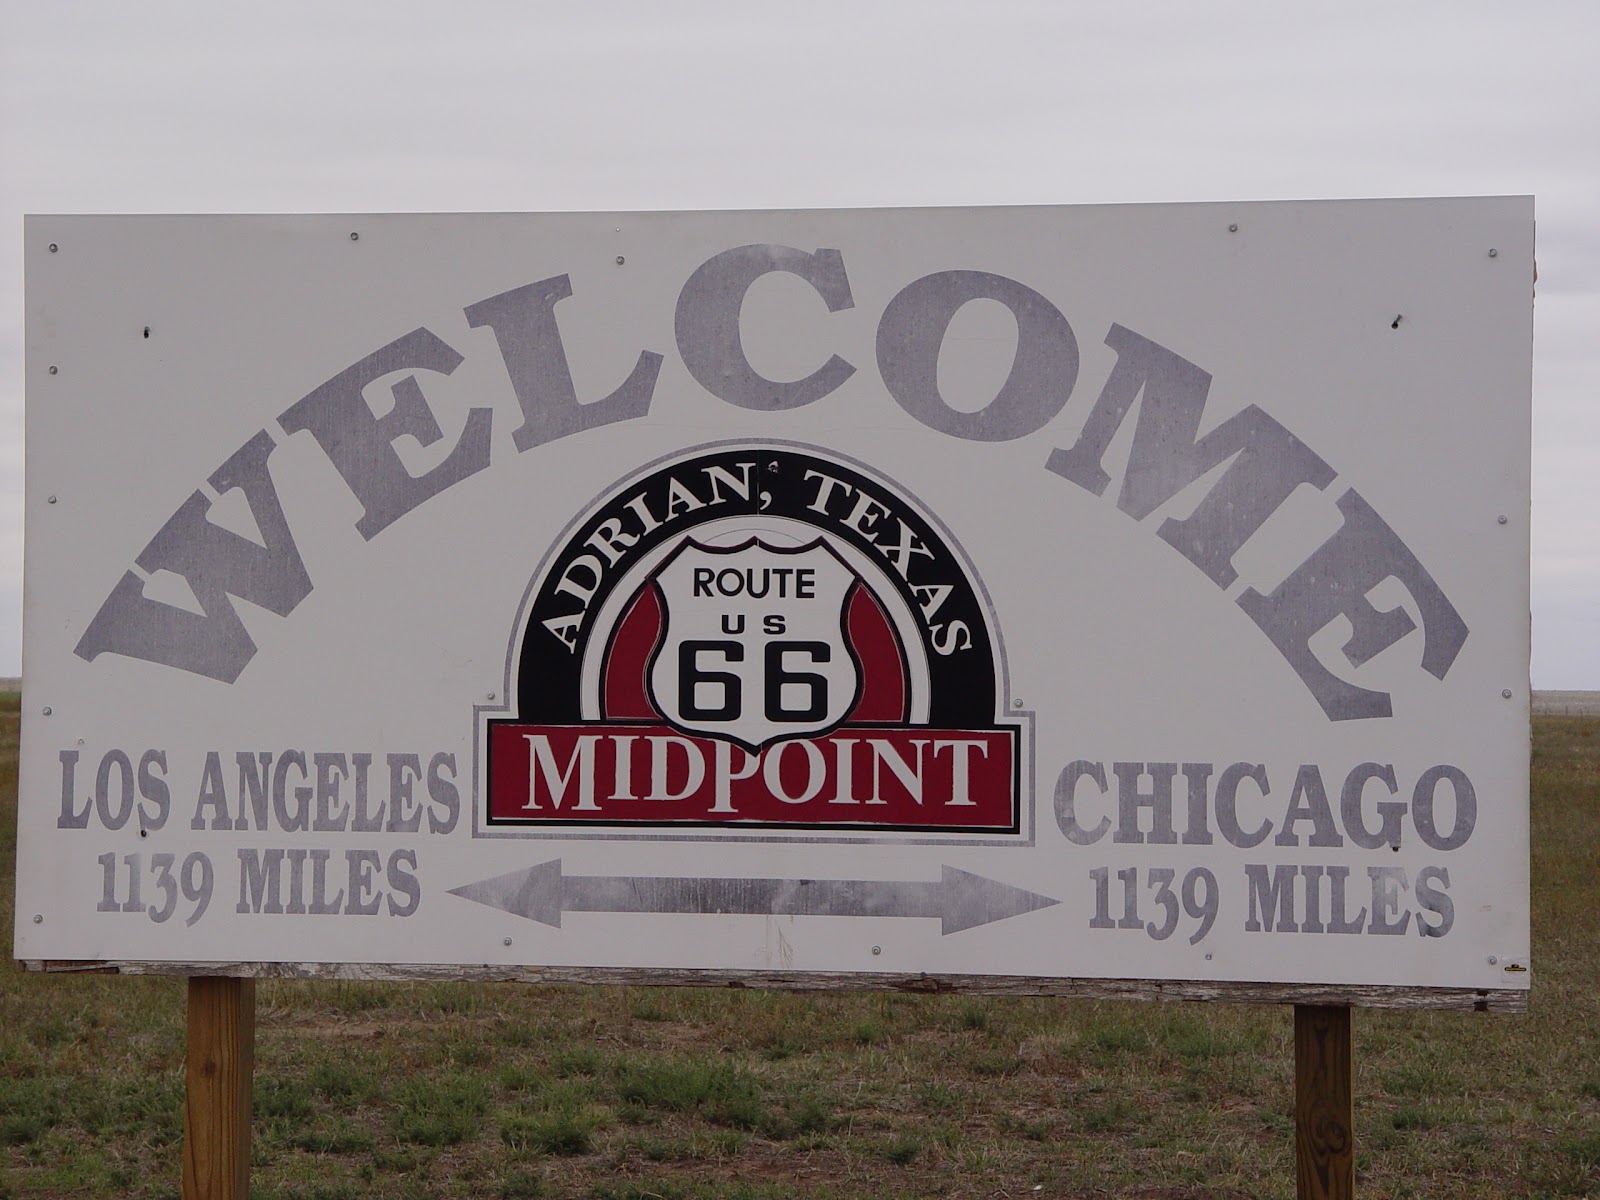 WELCOME
ADRIAN, TEXAS
ROUTE
US
66
MIDPOINT
LOS ANGELES
1139 MILES
CHICAGO
1139 MILES